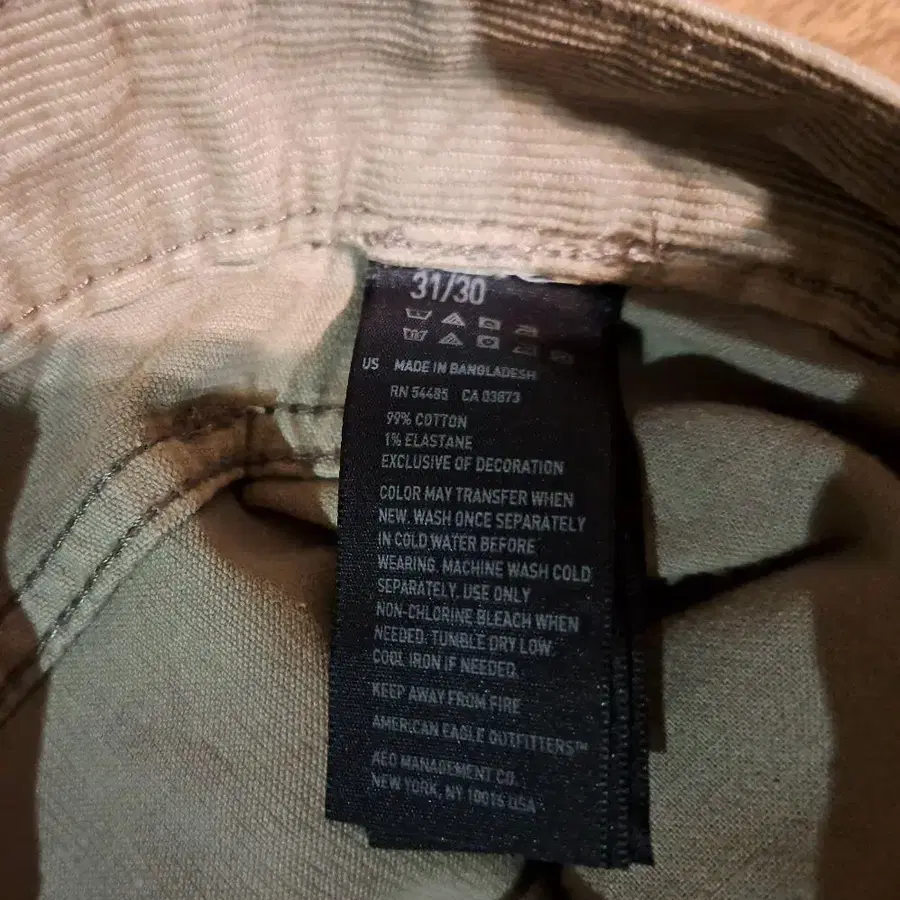 31/30
US MADE IN BANGLADESH
RN 54485 CA 03873
99% COTTON
1% ELASTANE
EXCLUSIVE OF DECORATION
COLOR MAY TRANSFER WHEN
NEW. WASH ONCE SEPARATELY
IN COLD WATER BEFORE
WEARING. MACHINE WASH COLD
SEPARATELY. USE ONLY
NON-CHLORINE BLEACH WHEN
NEEDED. TUMBLE DRY LOW.
COOL IRON IF NEEDED.
KEEP AWAY FROM FIRE
AMERICAN EAGLE OUTFITTERS™
AEO MANAGEMENT CO.
NEW YORK, NY 10016 USA